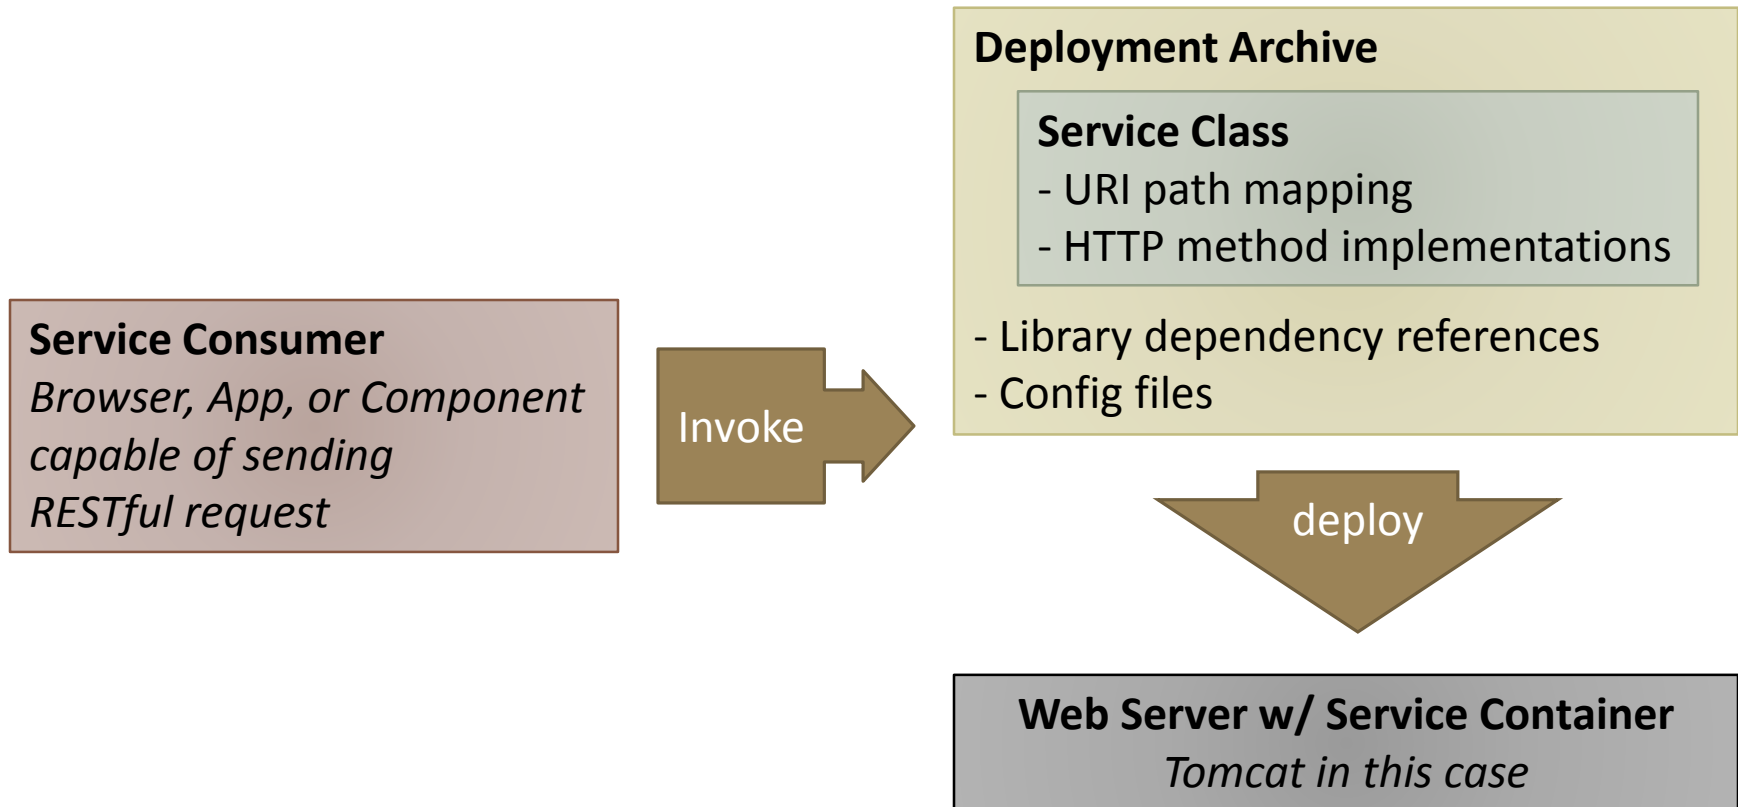 Deployment Archive
Service Class
- URI path mapping
- HTTP method implementations
- Library dependency references
- Config files
Service Consumer
Browser, App, or Component
capable of sending
RESTful request
Invoke
deploy
Web Server w/ Service Container
Tomcat in this case